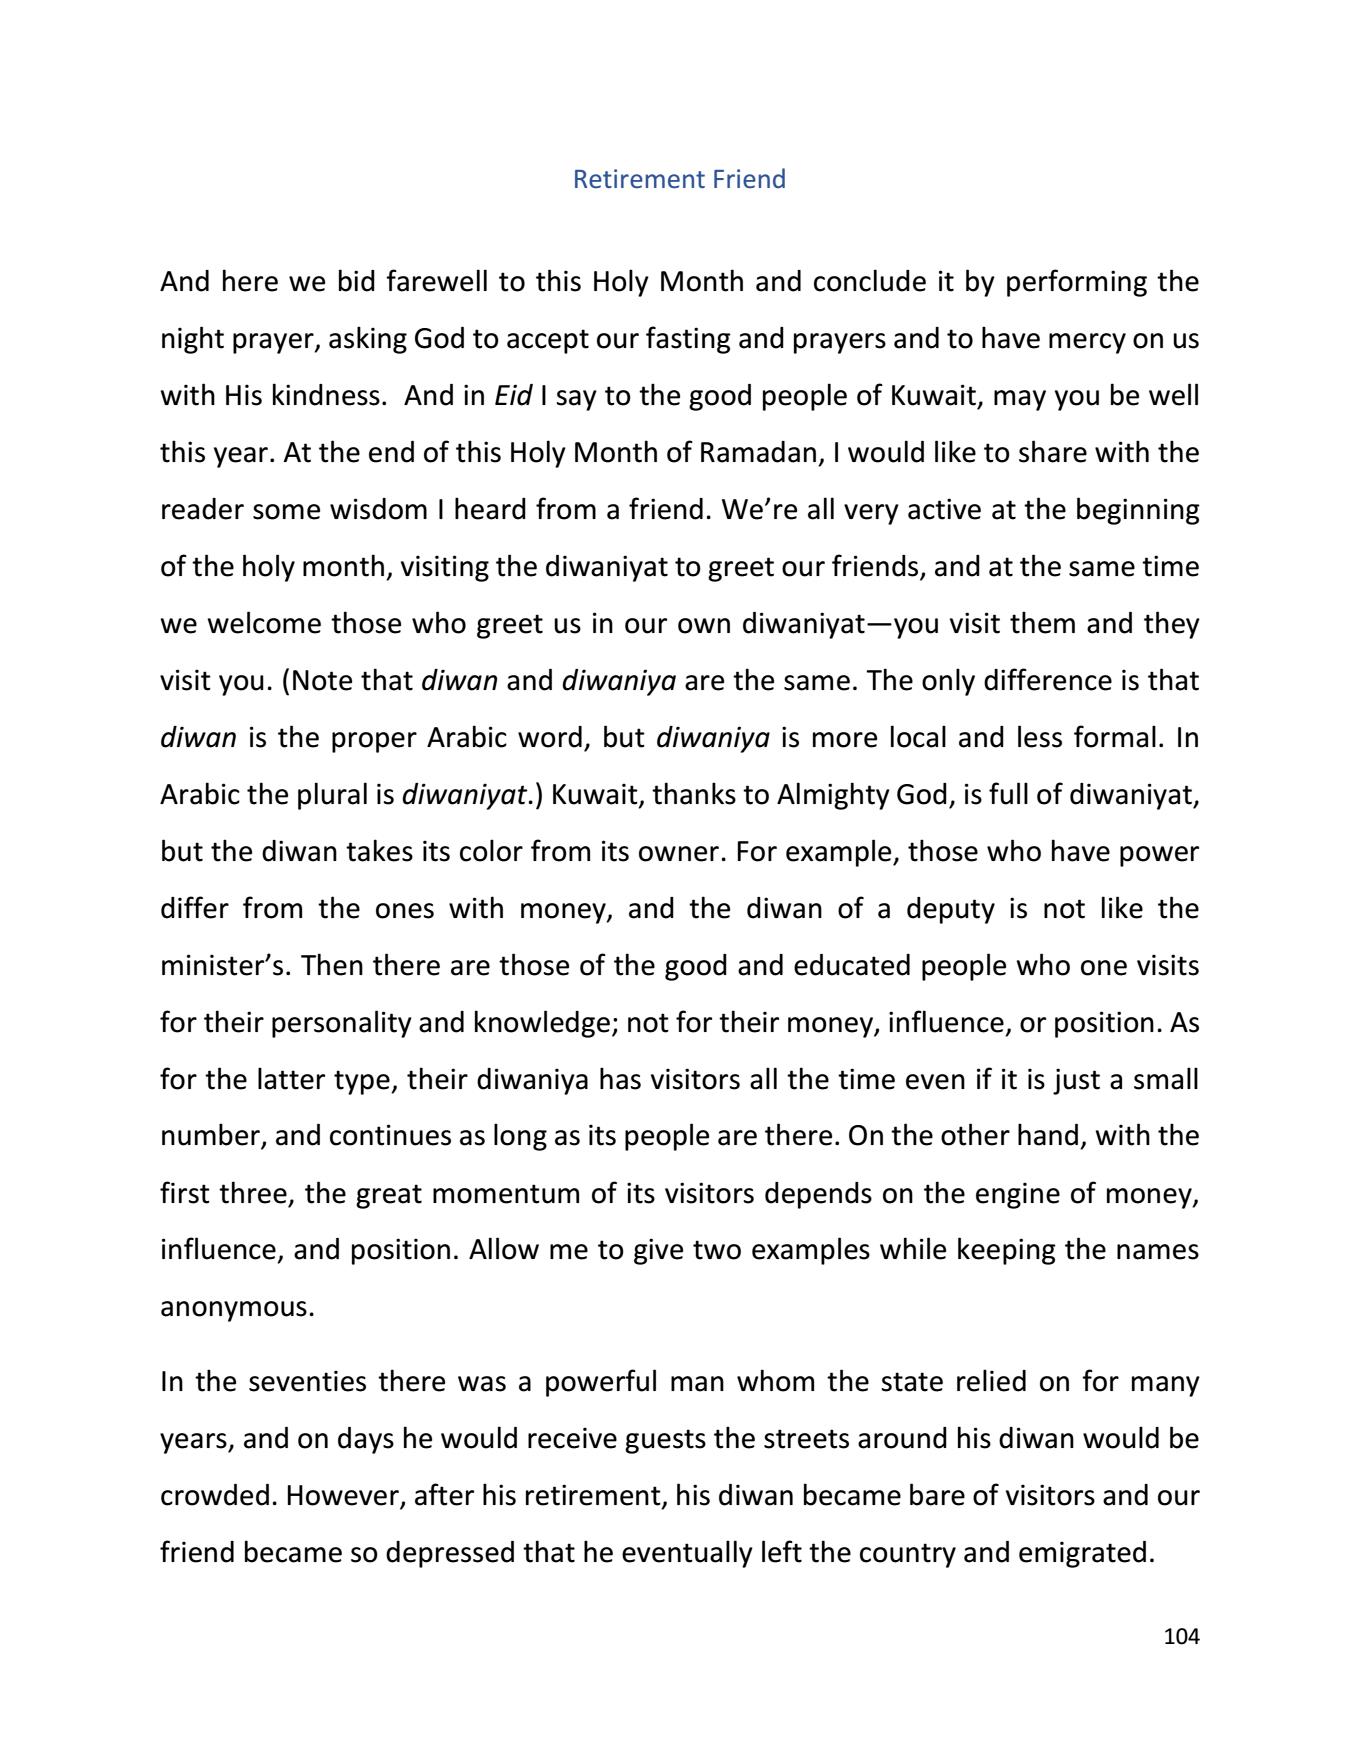 Retirement Friend
And here we bid farewell to this Holy Month and conclude it by performing the
night prayer, asking God to accept our fasting and prayers and to have mercy on us
with His kindness.  And in Eid I say to the good people of Kuwait, may you be well
this year. At the end of this Holy Month of Ramadan, I would like to share with the
reader some wisdom I heard from a friend. We’re all very active at the beginning
of the holy month, visiting the diwaniyat to greet our friends, and at the same time
we welcome those who greet us in our own diwaniyat—you visit them and they
visit you. (Note that diwan and diwaniya are the same. The only difference is that
diwan is the proper Arabic word, but diwaniya is more local and less formal. In
Arabic the plural is diwaniyat.) Kuwait, thanks to Almighty God, is full of diwaniyat,
but the diwan takes its color from its owner. For example, those who have power
differ from the ones with money, and the diwan of a deputy is not like the
minister’s. Then there are those of the good and educated people who one visits
for their personality and knowledge; not for their money, influence, or position. As
for the latter type, their diwaniya has visitors all the time even if it is just a small
number, and continues as long as its people are there. On the other hand, with the
first three, the great momentum of its visitors depends on the engine of money,
influence, and position. Allow me to give two examples while keeping the names
anonymous.
In the seventies there was a powerful man whom the state relied on for many
years, and on days he would receive guests the streets around his diwan would be
crowded. However, after his retirement, his diwan became bare of visitors and our
friend became so depressed that he eventually left the country and emigrated.
104